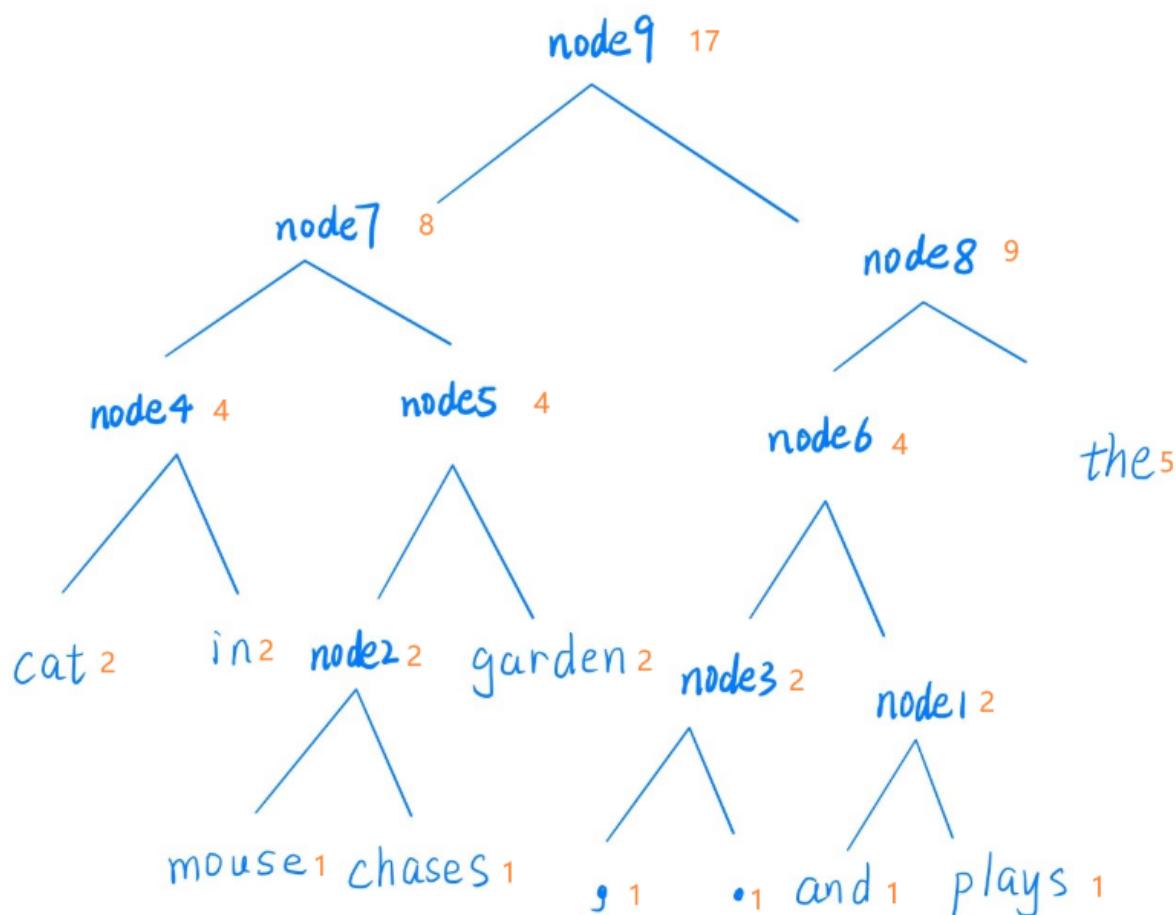 node9 17
node7 8
node8 9
node4 4
node5 4
node6 4
the 5
cat 2
in 2
node2 2
garden 2
node3 2
node1 2
mouse 1
chases 1
, 1
. 1
and 1
plays 1